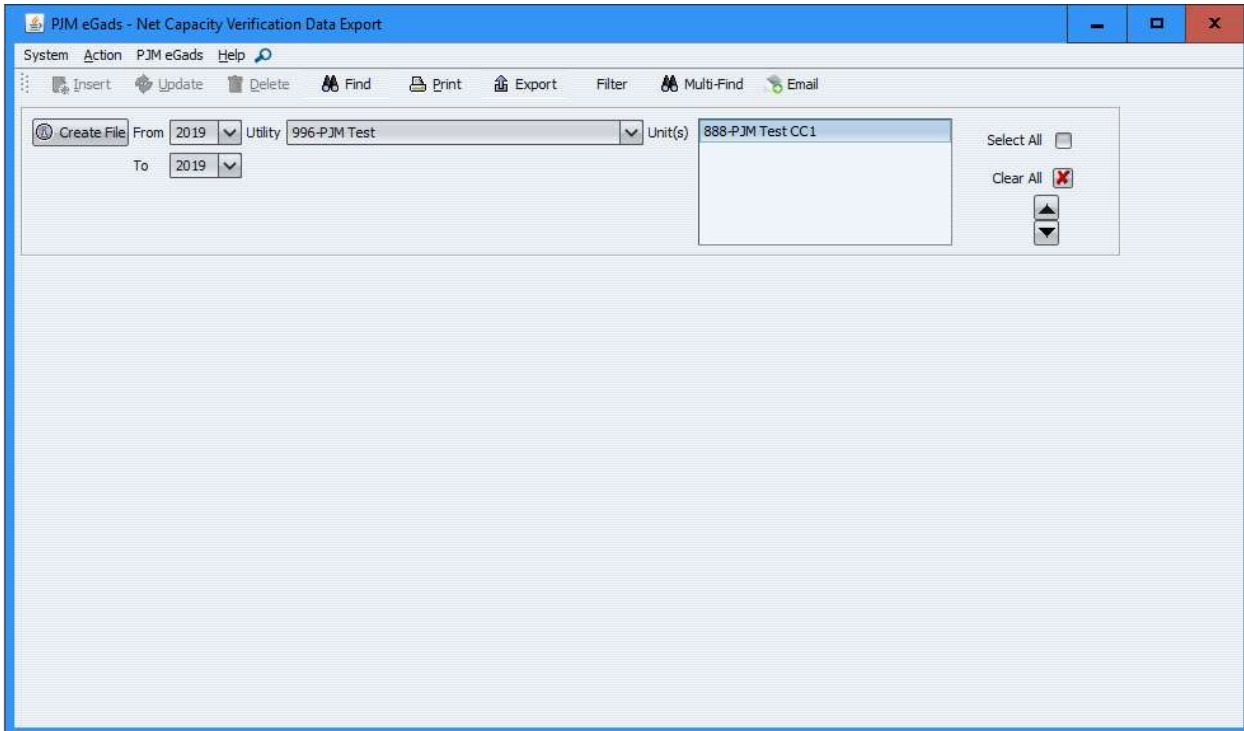 PJM eGads - Net Capacity Verification Data Export
System Action PJM eGads Help
Insert Update Delete Find Print Export Filter Multi-Find Email
Create File From 2019 Utility 996-PJM Test Unit(s) 888-PJM Test CC1
Select All
To 2019
Clear All